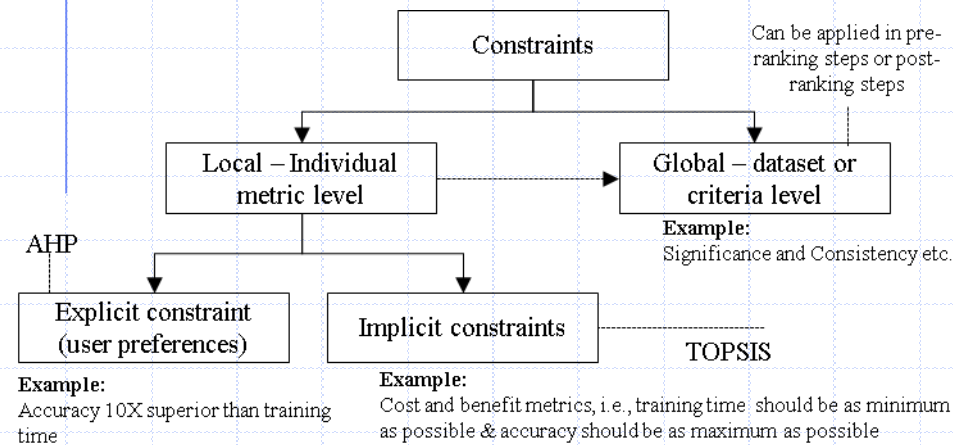 Constraints
Can be applied in pre-
ranking steps or post-
ranking steps
Local – Individual
metric level
Global – dataset or
criteria level
Example:
Significance and Consistency etc.
AHP
Explicit constraint
(user preferences)
Implicit constraints
TOPSIS
Example:
Accuracy 10X superior than training
time
Example:
Cost and benefit metrics, i.e., training time should be as minimum
as possible & accuracy should be as maximum as possible